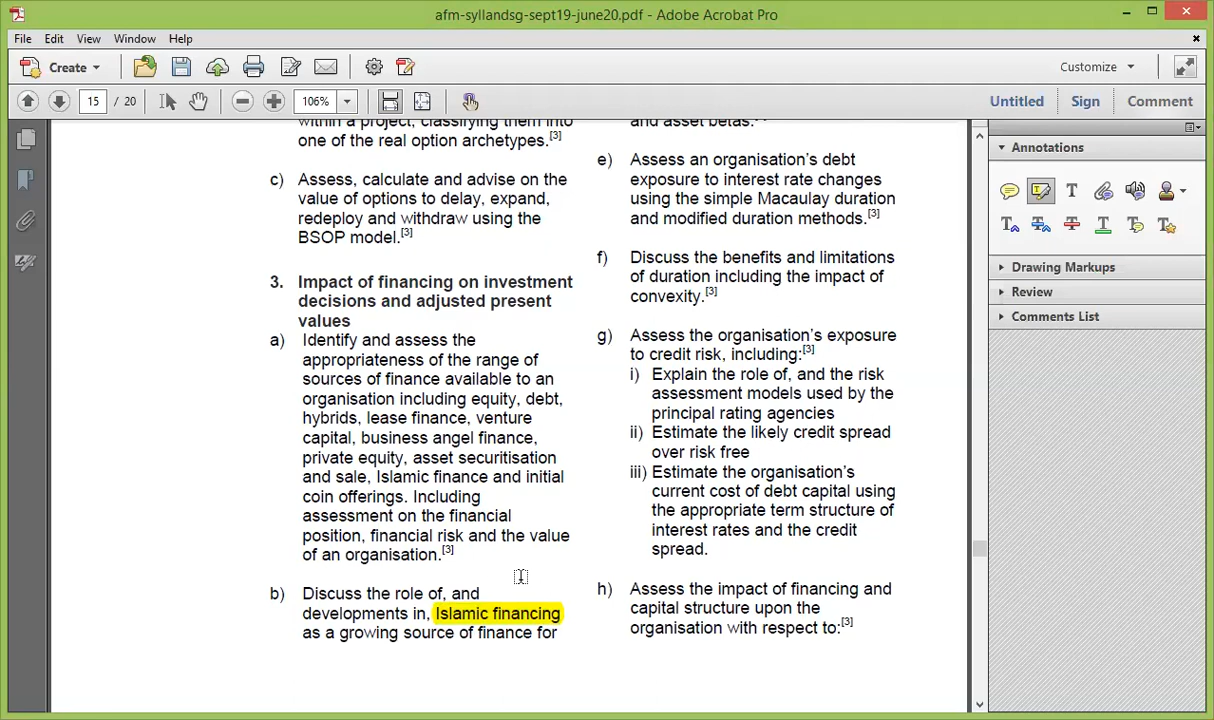 afm-syllandsg-sept19-june20.pdf - Adobe Acrobat Pro
File Edit View Window Help
Create
Customize
15 / 20
106%
Untitled Sign Comment
within a project, classifying them into
one of the real option archetypes.[3]
c) Assess, calculate and advise on the
value of options to delay, expand,
redeploy and withdraw using the
BSOP model.[3]
3. Impact of financing on investment
decisions and adjusted present
values
a) Identify and assess the
appropriateness of the range of
sources of finance available to an
organisation including equity, debt,
hybrids, lease finance, venture
capital, business angel finance,
private equity, asset securitisation
and sale, Islamic finance and initial
coin offerings. Including
assessment on the financial
position, financial risk and the value
of an organisation.[3]
b) Discuss the role of, and
developments in, Islamic financing
as a growing source of finance for
and asset betas.
e) Assess an organisation's debt
exposure to interest rate changes
using the simple Macaulay duration
and modified duration methods.[3]
f) Discuss the benefits and limitations
of duration including the impact of
convexity.[3]
g) Assess the organisation's exposure
to credit risk, including:[3]
i) Explain the role of, and the risk
assessment models used by the
principal rating agencies
ii) Estimate the likely credit spread
over risk free
iii) Estimate the organisation's
current cost of debt capital using
the appropriate term structure of
interest rates and the credit
spread.
h) Assess the impact of financing and
capital structure upon the
organisation with respect to:[3]
Annotations
Drawing Markups
Review
Comments List